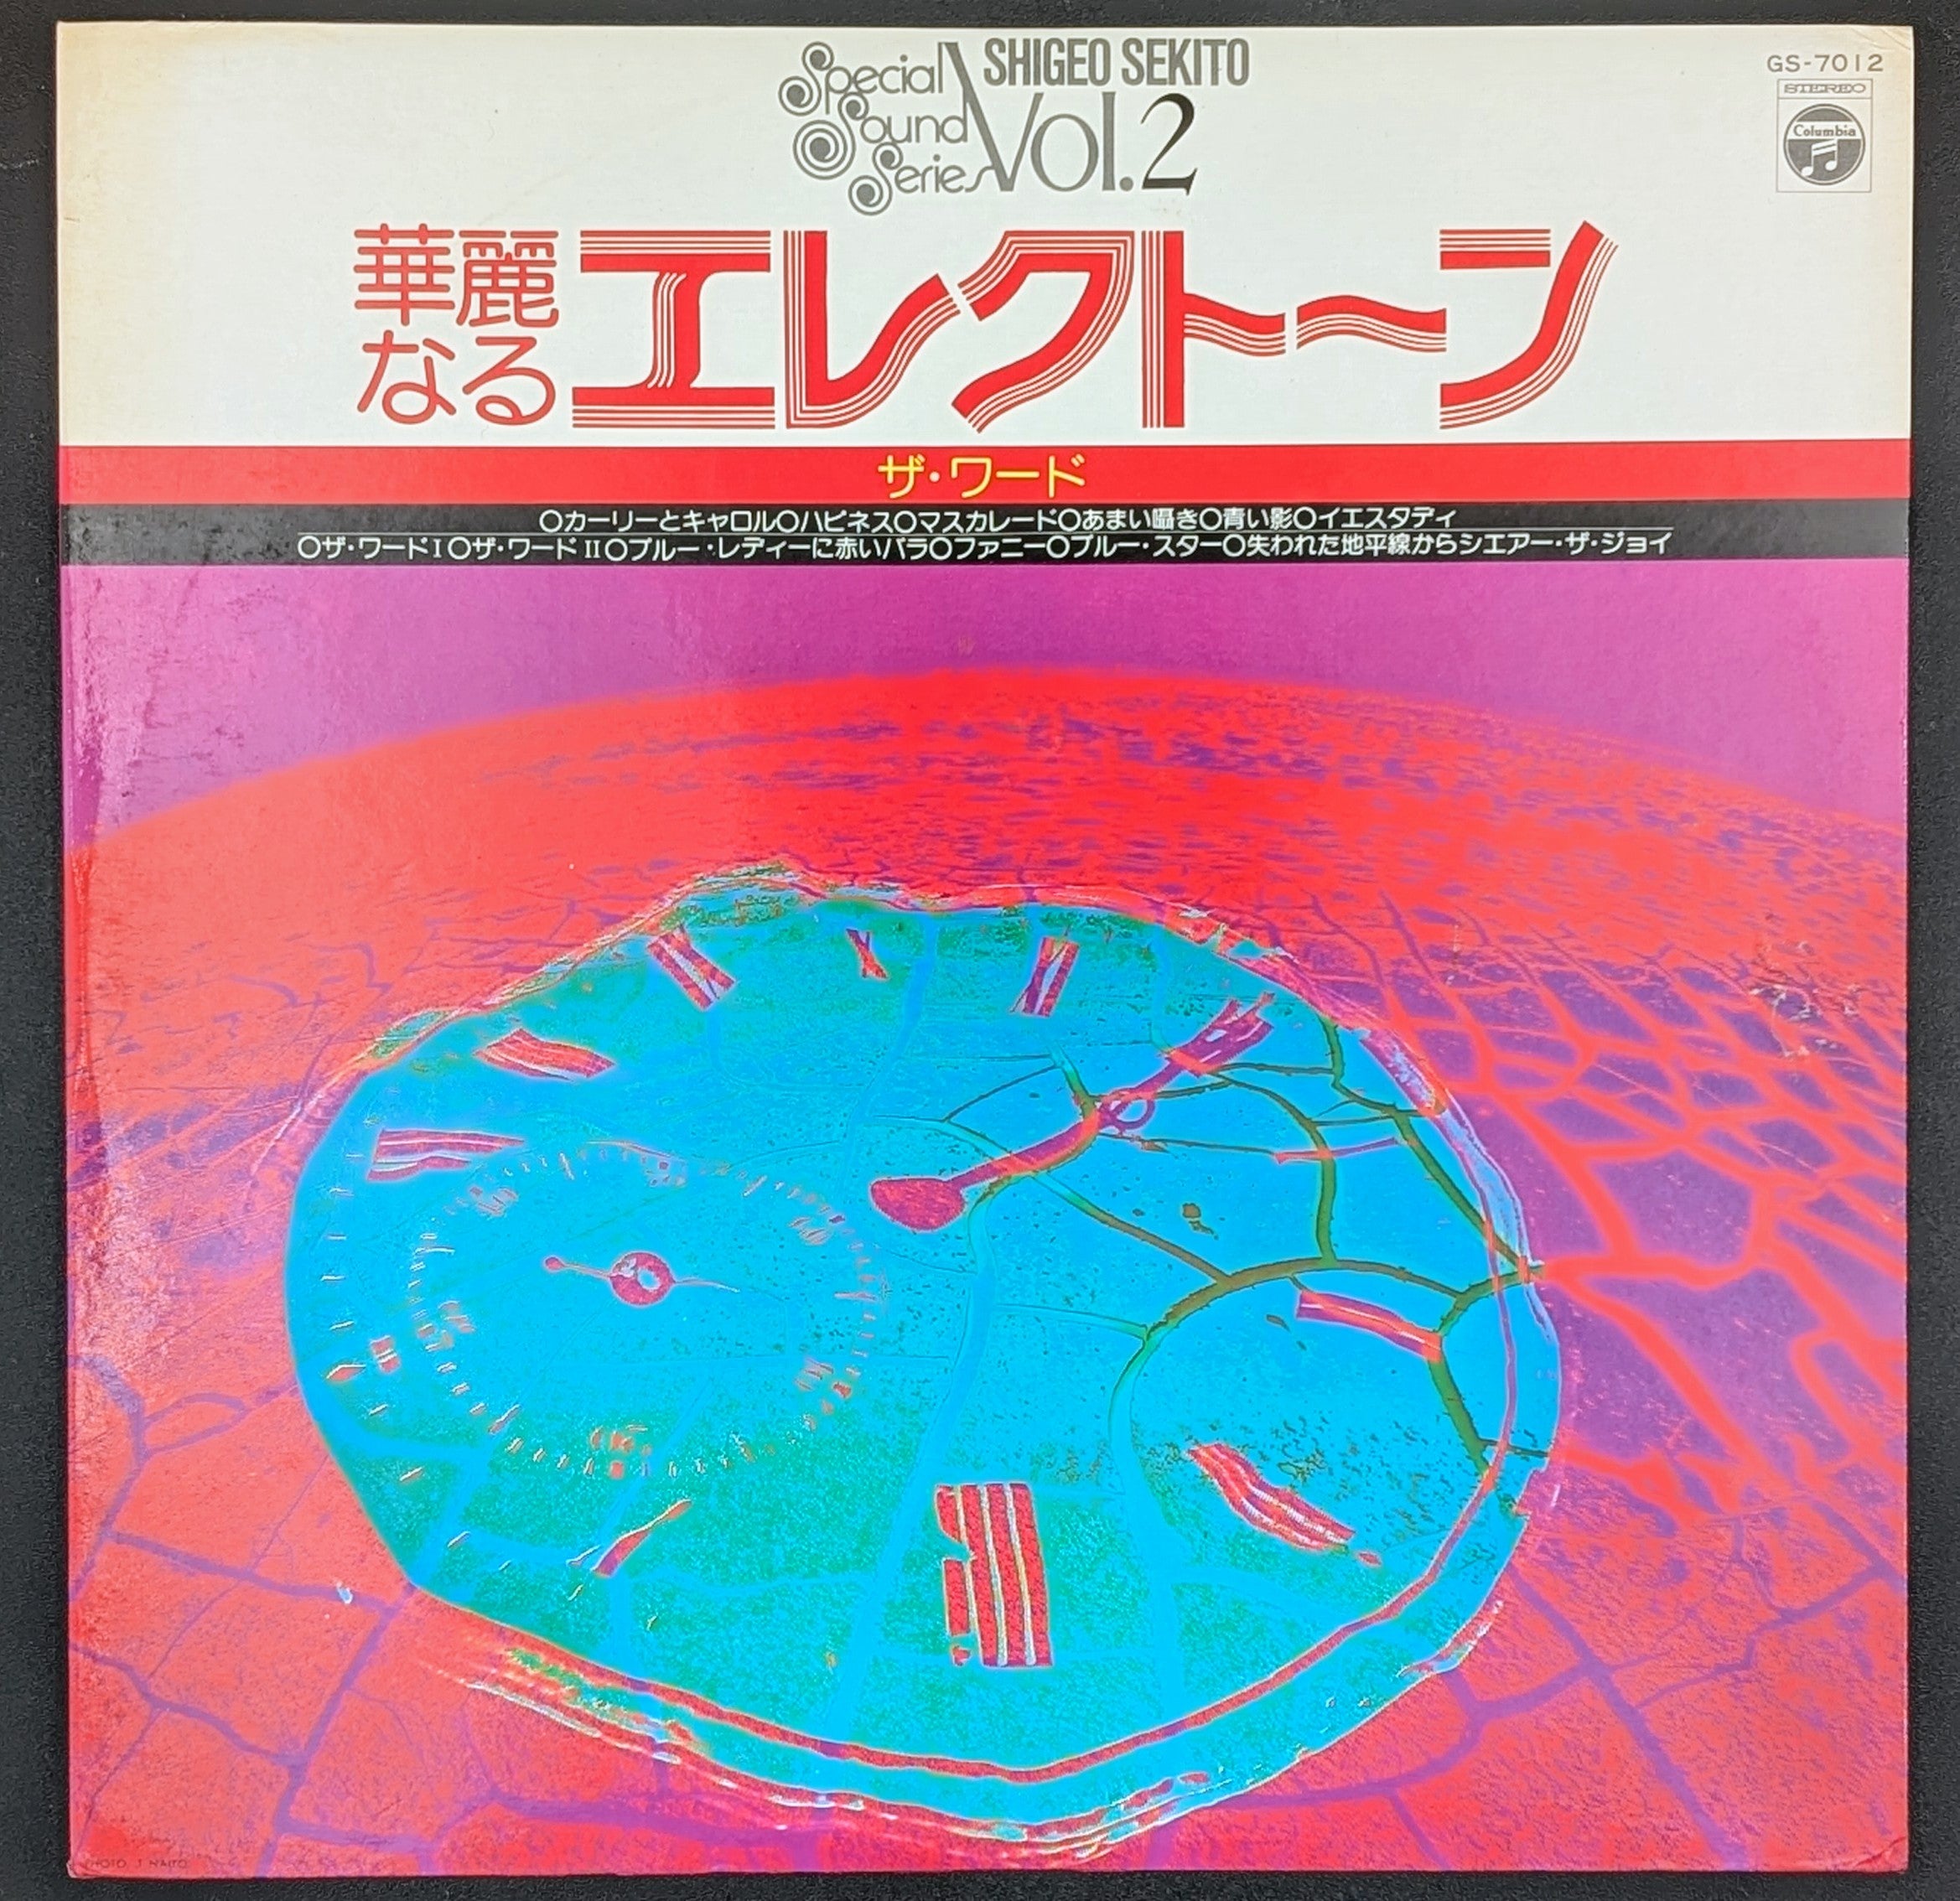 Special Sound Series
SHIGEO SEKITO
Vol.2
GS-7012
STEREO
Columbia
華麗なるエレクトーン
ザ・ワード
○カーリーとキャロル○ハピネス○マスカレード○あまい囁き○青い影○イエスタディ
○ザ・ワードI○ザ・ワードII○ブルー・レディーに赤いバラ○ファニー○ブルー・スター○失われた地平線からシエアー・ザ・ジョイ
PHOTO. T. NAITO